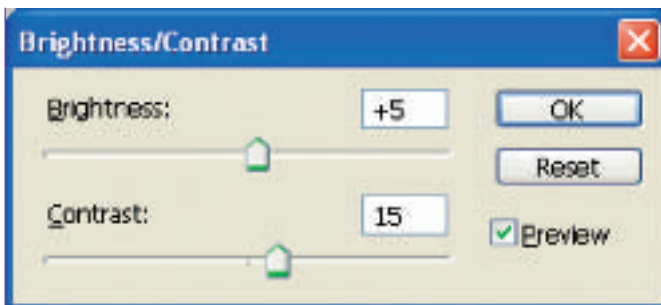 Brightness/Contrast
Brightness: +5
OK
Reset
Contrast: 15
Preview